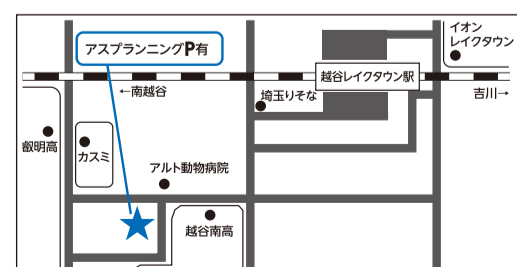 イオン
レイクタウン
アスプランニングP有
越谷レイクタウン駅
←南越谷
埼玉りそな
吉川→
叡明高
カスミ
アルト動物病院
越谷南高